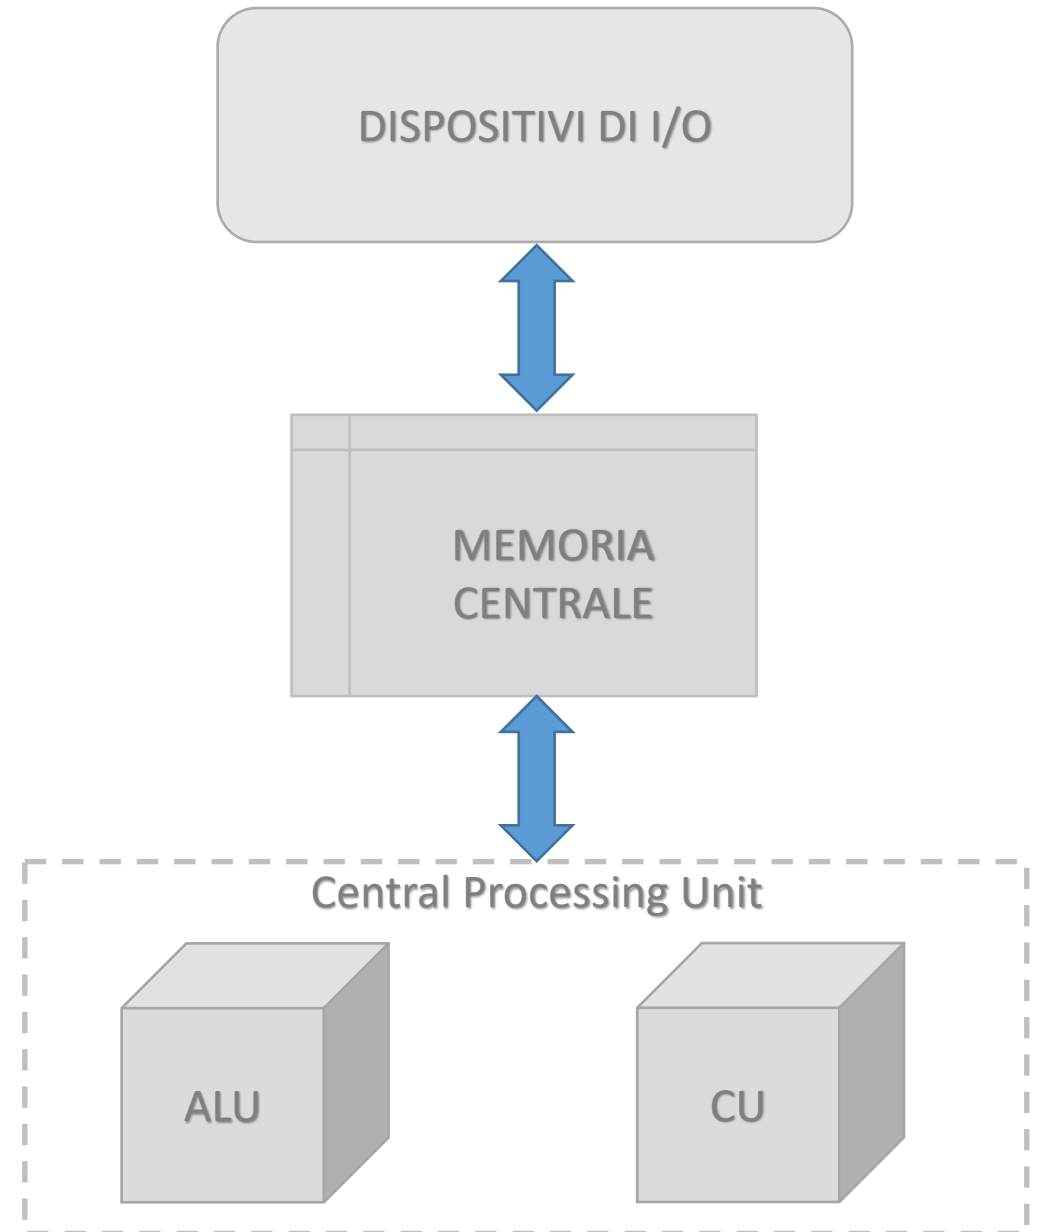 DISPOSITIVI DI I/O
MEMORIA
CENTRALE
Central Processing Unit
ALU
CU